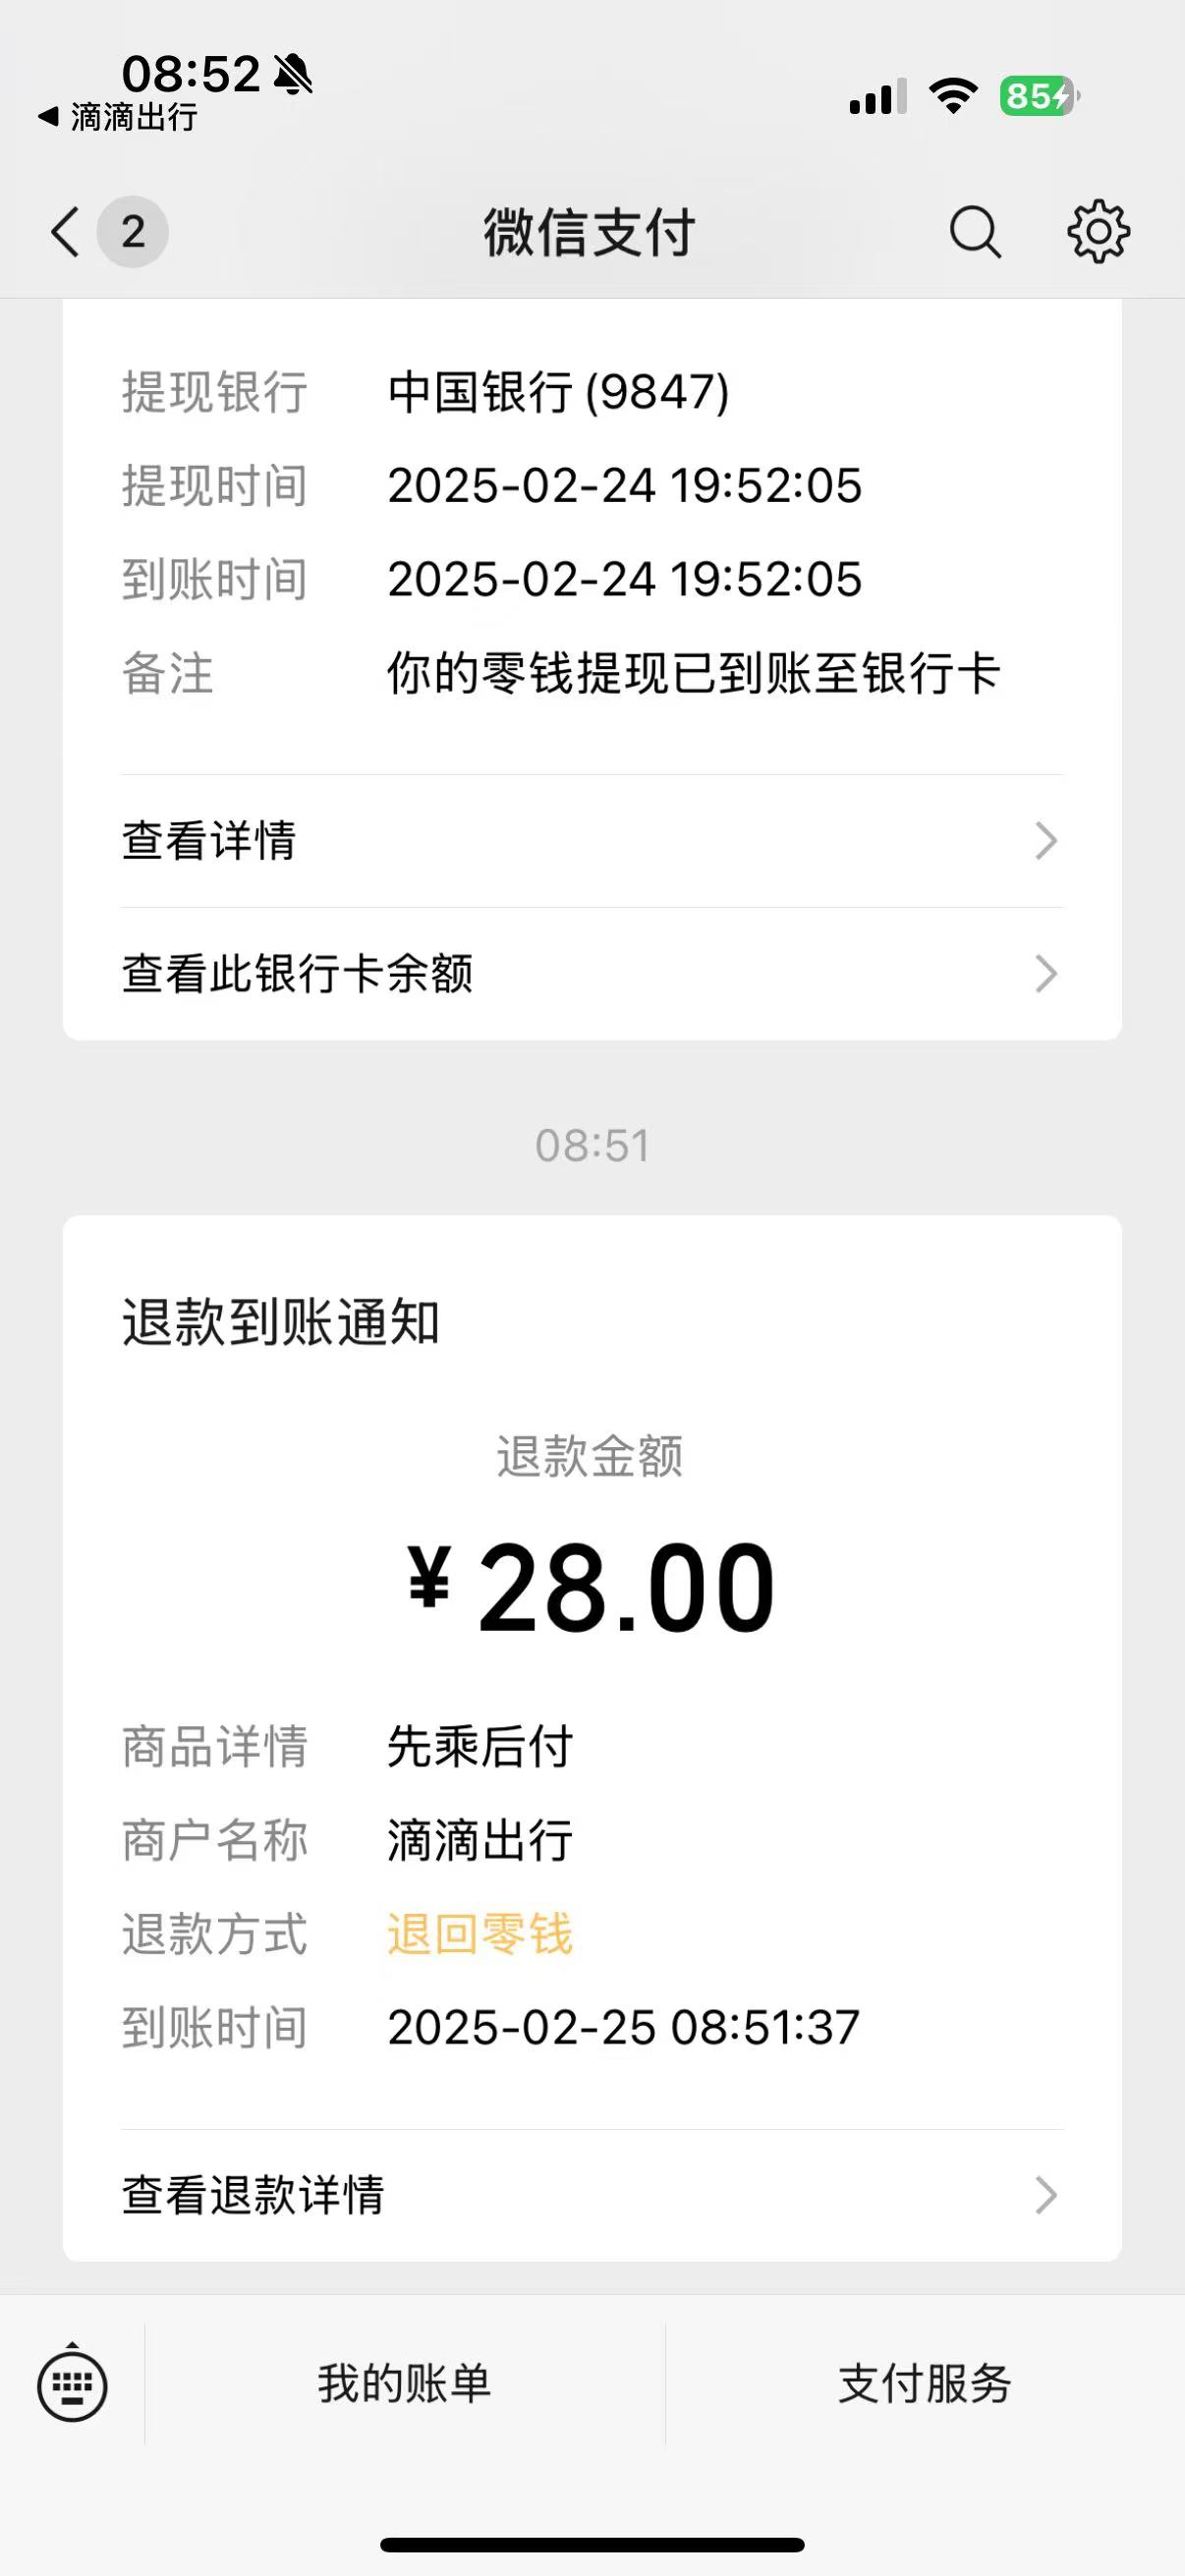 08:52
滴滴出行
85
2
微信支付
提现银行 中国银行 (9847)
提现时间 2025-02-24 19:52:05
到账时间 2025-02-24 19:52:05
备注 你的零钱提现已到账至银行卡
查看详情
查看此银行卡余额
08:51
退款到账通知
退款金额
¥28.00
商品详情 先乘后付
商户名称 滴滴出行
退款方式 退回零钱
到账时间 2025-02-25 08:51:37
查看退款详情
我的账单 支付服务